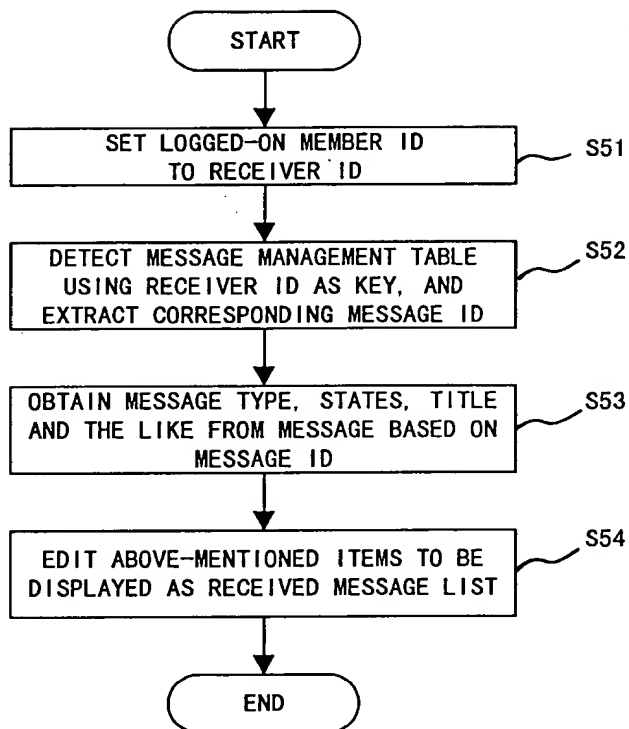 START
SET LOGGED-ON MEMBER ID
TO RECEIVER ID
S51
DETECT MESSAGE MANAGEMENT TABLE
USING RECEIVER ID AS KEY, AND
EXTRACT CORRESPONDING MESSAGE ID
S52
OBTAIN MESSAGE TYPE, STATES, TITLE
AND THE LIKE FROM MESSAGE BASED ON
MESSAGE ID
S53
EDIT ABOVE-MENTIONED ITEMS TO BE
DISPLAYED AS RECEIVED MESSAGE LIST
S54
END